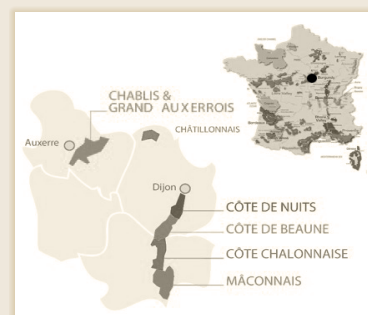 CHABLIS &
GRAND AUXERROIS
CHÂTILLONNAIS
Auxerre
Dijon
CÔTE DE NUITS
CÔTE DE BEAUNE
CÔTE CHALONNAISE
MÂCONNAIS